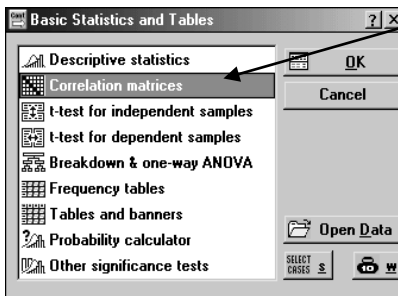 Basic Statistics and Tables
Descriptive statistics
Correlation matrices
t-test for independent samples
t-test for dependent samples
Breakdown & one-way ANOVA
Frequency tables
Tables and banners
Probability calculator
Other significance tests
OK
Cancel
Open Data
SELECT CASES S
W